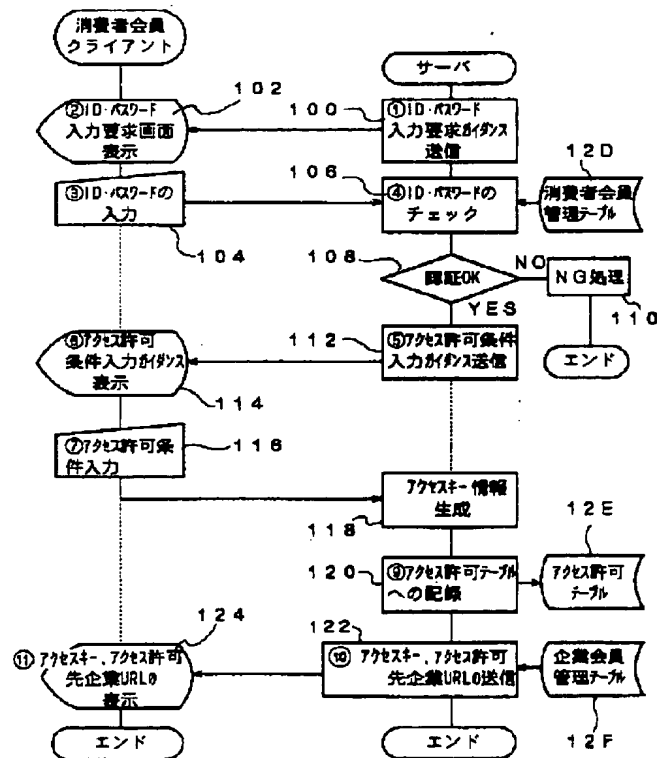 消費者会員
クライアント
サーバ
102
②ID・パスワード
入力要求画面
表示
100
①ID・パスワード
入力要求ガイダンス
送信
106
12D
③ID・パスワードの
入力
104
④ID・パスワードの
チェック
消費者会員
管理テーブル
108
認証OK
NO
NG処理
110
YES
エンド
112
⑤アクセス許可条件
入力ガイダンス送信
⑥アクセス許可
条件入力ガイダンス
表示
114
⑦アクセス許可条
件入力
116
アクセスキー情報
生成
118
12E
120
⑨アクセス許可テーブル
への記録
アクセス許可
テーブル
124
122
⑪アクセスキー、アクセス許可
先企業URLの
表示
⑩アクセスキー、アクセス許可
先企業URLの送信
企業会員
管理テーブル
12F
エンド
エンド